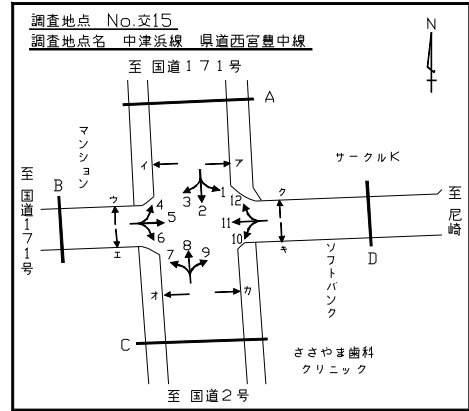 調査地点　No.交15
調査地点名　中津浜線　県道西宮豊中線
至 国道171号
N
A
マンション
サークルK
イ
ア
至 国道171号
B
ウ
4
5
6
エ
3
2
1
12
11
10
ク
キ
至 尼崎
D
ソフトバンク
7
8
9
オ
カ
C
ささやま歯科
クリニック
至 国道2号